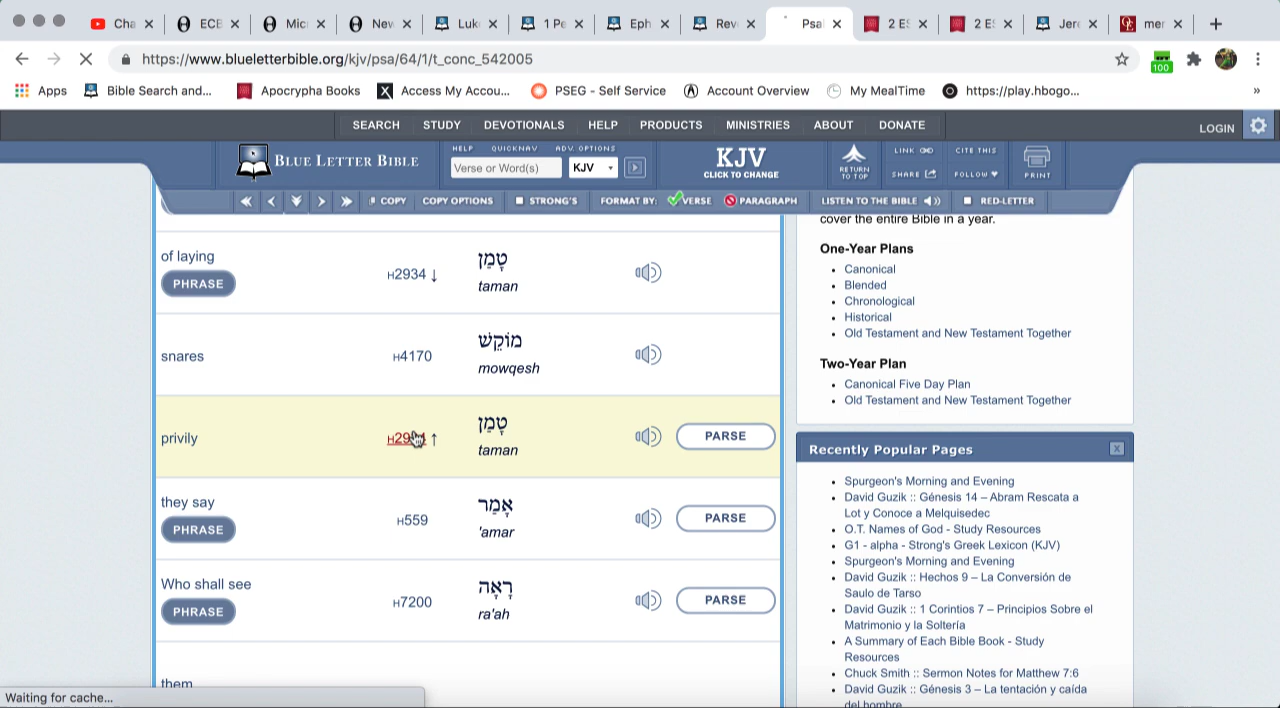 Cha
ECE
Mic
Nev
Luk
1 Pe
Eph
Rev
Psal
2 ES
2 ES
Jer
mer
https://www.blueletterbible.org/kjv/psa/64/1/t_conc_542005
100
Apps
Bible Search and...
Apocrypha Books
Access My Accou...
PSEG - Self Service
Account Overview
My MealTime
https://play.hbogo...
»
SEARCH
STUDY
DEVOTIONALS
HELP
PRODUCTS
MINISTRIES
ABOUT
DONATE
LOGIN
BLUE LETTER BIBLE
HELP
QUICKNAV
ADV. OPTIONS
Verse or Word(s)
KJV
KJV
CLICK TO CHANGE
RETURN
TO TOP
LINK
CITE THIS
SHARE
FOLLOW
PRINT
COPY
COPY OPTIONS
STRONG'S
FORMAT BY:
VERSE
PARAGRAPH
LISTEN TO THE BIBLE
RED-LETTER
of laying
PHRASE
H2934 ↓
טָמַן
taman
snares
H4170
מוֹקֵשׁ
mowqesh
privily
↑
טָמַן
taman
PARSE
they say
PHRASE
H559
אָמַר
'amar
PARSE
Who shall see
PHRASE
H7200
רָאָה
ra'ah
PARSE
them
Waiting for cache...
cover the entire Bible in a year.
One-Year Plans
Canonical
Blended
Chronological
Historical
Old Testament and New Testament Together
Two-Year Plan
Canonical Five Day Plan
Old Testament and New Testament Together
Recently Popular Pages
x
Spurgeon's Morning and Evening
David Guzik :: Génesis 14 – Abram Rescata a
Lot y Conoce a Melquisedec
O.T. Names of God - Study Resources
G1 - alpha - Strong's Greek Lexicon (KJV)
Spurgeon's Morning and Evening
David Guzik :: Hechos 9 – La Conversión de
Saulo de Tarso
David Guzik :: 1 Corintios 7 – Principios Sobre el
Matrimonio y la Soltería
A Summary of Each Bible Book - Study
Resources
Chuck Smith :: Sermon Notes for Matthew 7:6
David Guzik :: Génesis 3 – La tentación y caída
del hombre